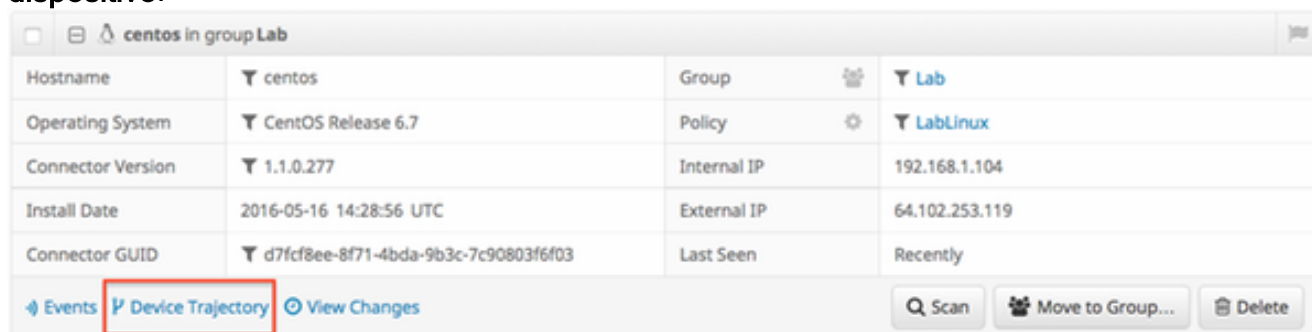 dispositivo.
centos in group Lab
Hostname centos Group Lab
Operating System CentOS Release 6.7 Policy LabLinux
Connector Version 1.1.0.277 Internal IP 192.168.1.104
Install Date 2016-05-16 14:28:56 UTC External IP 64.102.253.119
Connector GUID d7fcf8ee-8f71-4bda-9b3c-7c90803f6f03 Last Seen Recently
Events Device Trajectory View Changes Scan Move to Group... Delete